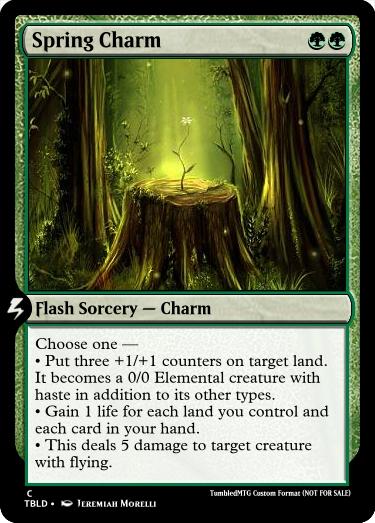 Spring Charm
Flash Sorcery — Charm
Choose one —
• Put three +1/+1 counters on target land.
It becomes a 0/0 Elemental creature with
haste in addition to its other types.
• Gain 1 life for each land you control and
each card in your hand.
• This deals 5 damage to target creature
with flying.
C
TBLD • Jeremiah Morelli
TumbledMTG Custom Format (NOT FOR SALE)